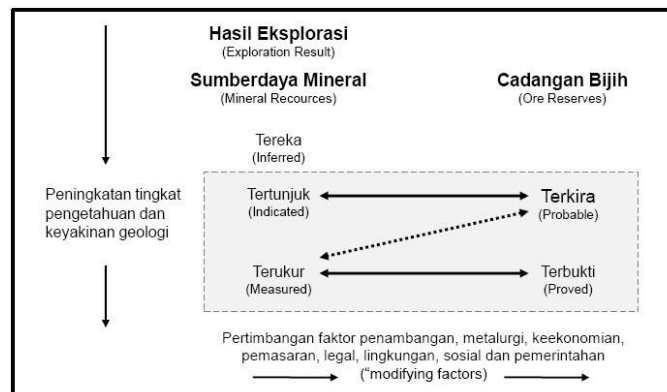 Hasil Eksplorasi
(Exploration Result)
Sumberdaya Mineral
(Mineral Recources)
Cadangan Bijih
(Ore Reserves)
Tereka
(Inferred)
Peningkatan tingkat
pengetahuan dan
keyakinan geologi
Tertunjuk
(Indicated)
Terkira
(Probable)
Terukur
(Measured)
Terbukti
(Proved)
Pertimbangan faktor penambangan, metalurgi, keekonomian,
pemasaran, legal, lingkungan, sosial dan pemerintahan
("modifying factors)